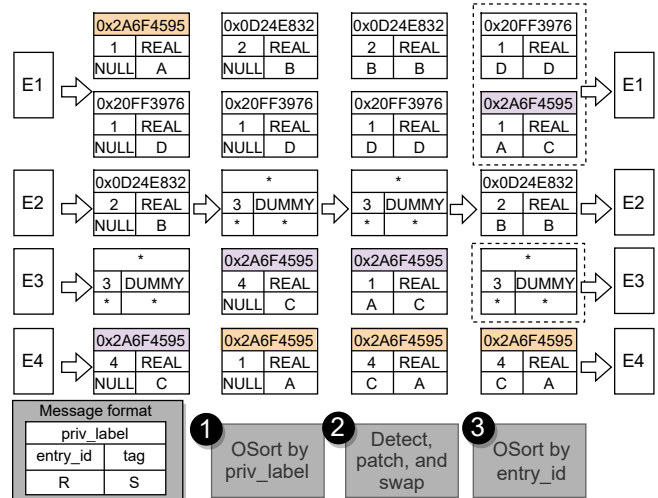 0x2A6F4595 0x0D24E832 0x0D24E832 0x20FF3976
1 REAL 2 REAL 2 REAL 1 REAL
NULL A NULL B B B D D
E1 E1
0x20FF3976 0x20FF3976 0x20FF3976 0x2A6F4595
1 REAL 1 REAL 1 REAL 1 REAL
NULL D NULL D D D A C
0x0D24E832 * * 0x0D24E832
E2 2 REAL 3 DUMMY 3 DUMMY 2 REAL E2
NULL B * * * * B B
* 0x2A6F4595 0x2A6F4595 *
E3 3 DUMMY 4 REAL 1 REAL 3 DUMMY E3
* * NULL C A C * *
0x2A6F4595 0x2A6F4595 0x2A6F4595 0x2A6F4595
E4 4 REAL 1 REAL 4 REAL 4 REAL E4
NULL C NULL A C A C A
Message format
priv_label
entry_id tag
R S
1
OSort by
priv_label
2
Detect,
patch, and
swap
3
OSort by
entry_id